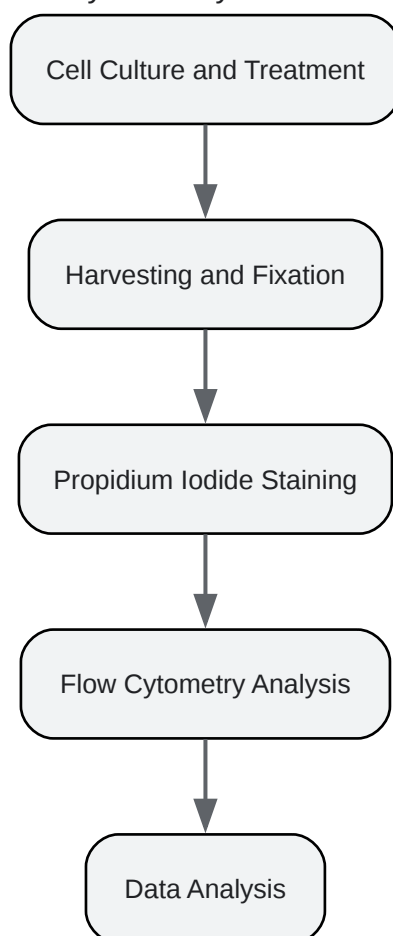 Cell Culture and Treatment
Harvesting and Fixation
Propidium Iodide Staining
Flow Cytometry Analysis
Data Analysis